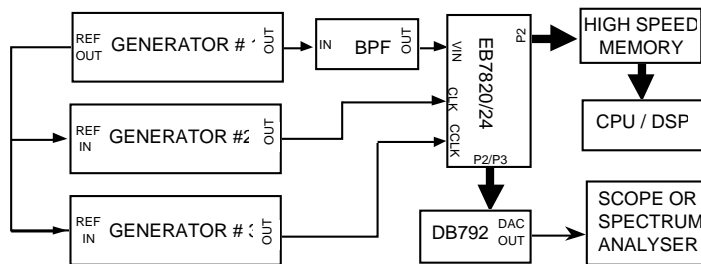 REF
OUT
GENERATOR #
OUT
IN
BPF
OUT
VIN
EB7820/24
P2
HIGH SPEED
MEMORY
REF
IN
GENERATOR #2
OUT
CLK
CCLK
P2/P3
CPU / DSP
REF
IN
GENERATOR #
OUT
DB792
DAC
OUT
SCOPE OR
SPECTRUM
ANALYSER